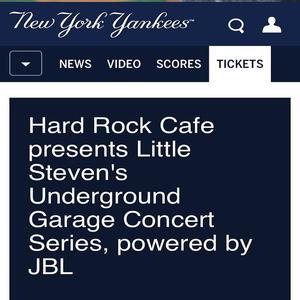 New York Yankees
NEWS VIDEO SCORES TICKETS
Hard Rock Cafe
presents Little
Steven's
Underground
Garage Concert
Series, powered by
JBL